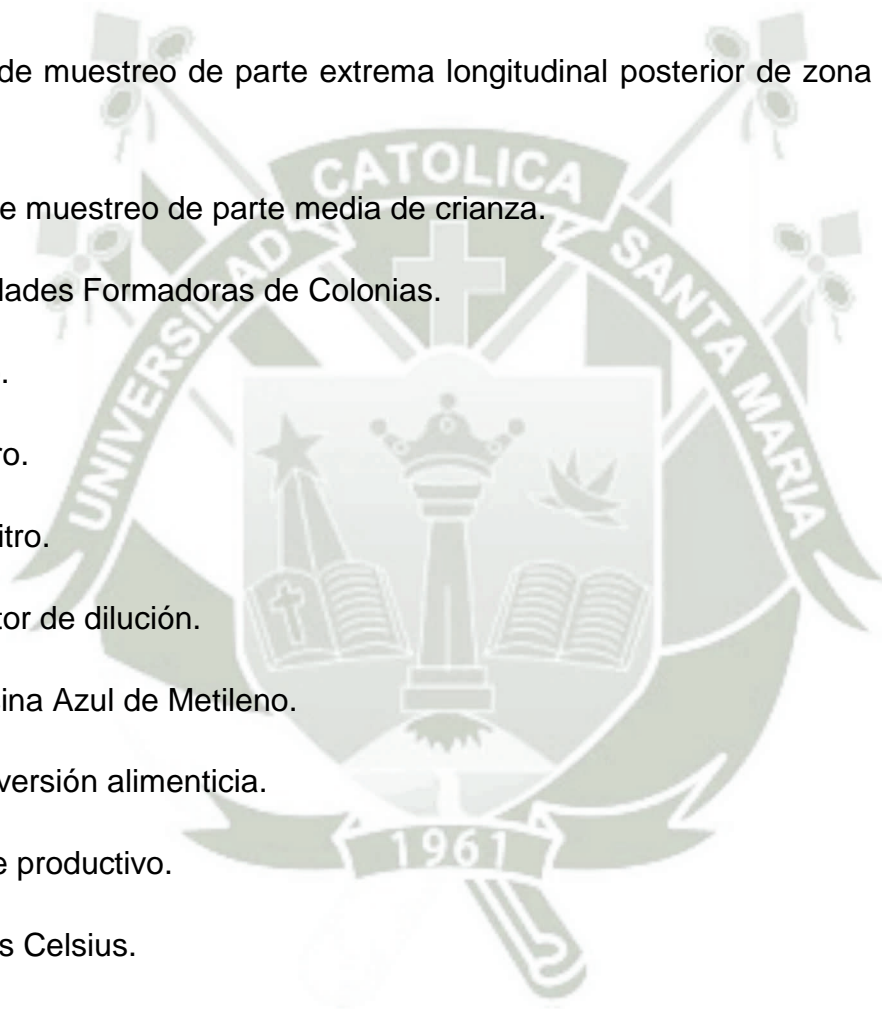 de muestreo de parte extrema longitudinal posterior de zona
e muestreo de parte media de crianza.
dades Formadoras de Colonias.
.
ro.
itro.
tor de dilución.
ina Azul de Metileno.
versión alimenticia.
e productivo.
s Celsius.
UNIVERSIDAD CATOLICA SANTA MARIA
1961